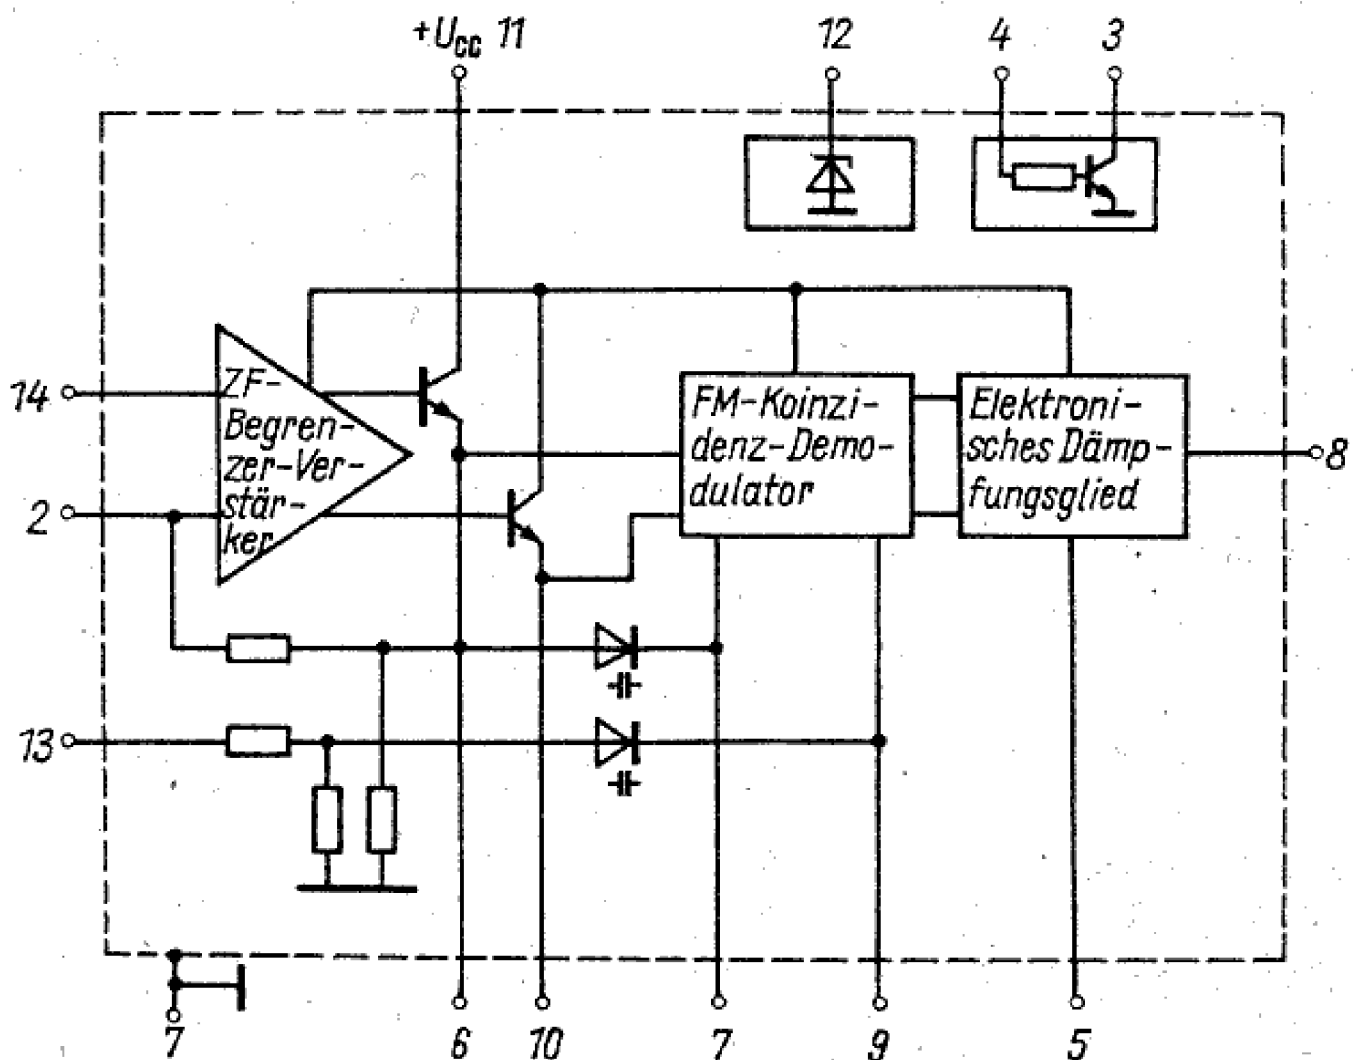 +U_CC 11
12
4
3
14
ZF-
Begren-
zer-Ver-
stär-
ker
FM-Koinzi-
denz-Demo-
dulator
Elektroni-
sches Dämp-
fungsglied
8
2
13
7
6
10
7
9
5